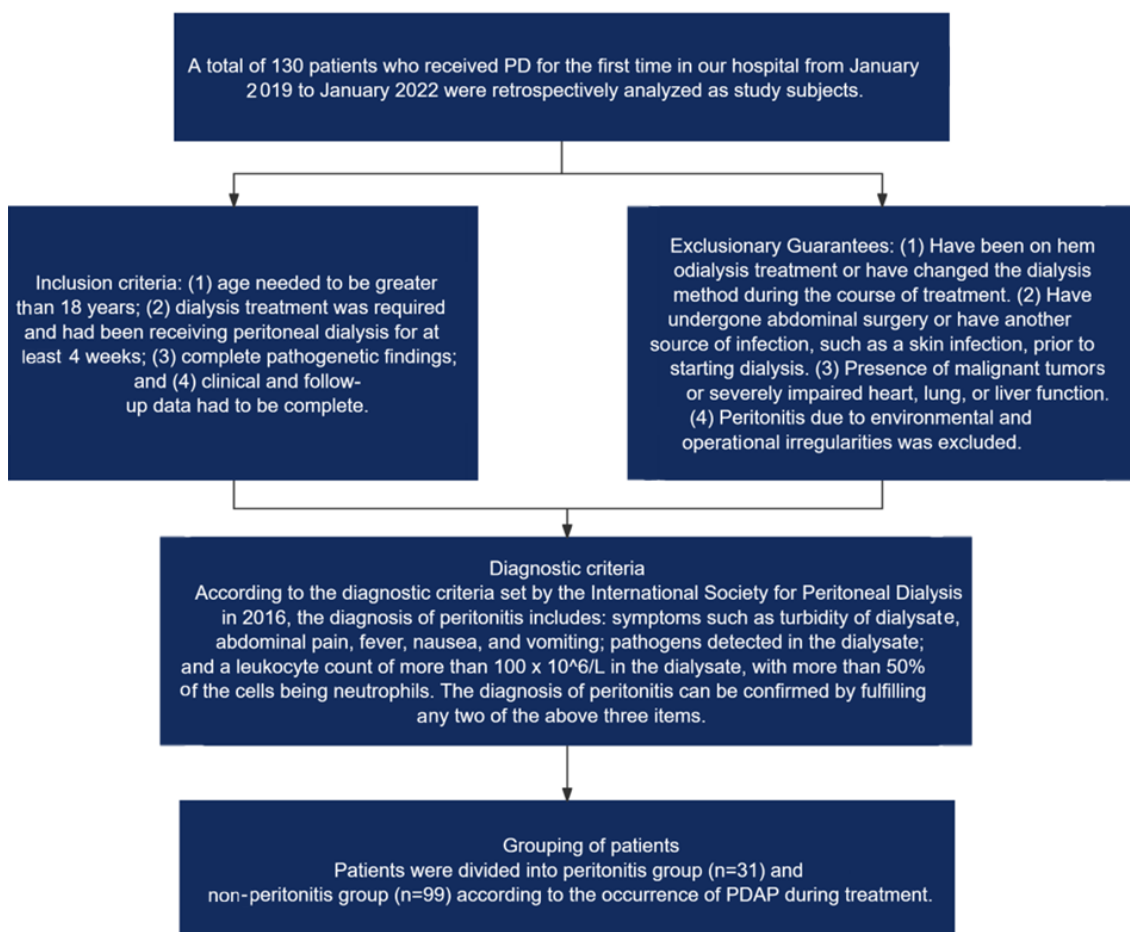 A total of 130 patients who received PD for the first time in our hospital from January
2019 to January 2022 were retrospectively analyzed as study subjects.
Inclusion criteria: (1) age needed to be greater
than 18 years; (2) dialysis treatment was required
and had been receiving peritoneal dialysis for at
least 4 weeks; (3) complete pathogenetic findings;
and (4) clinical and follow-
up data had to be complete.
Exclusionary Guarantees: (1) Have been on hem
odialysis treatment or have changed the dialysis
method during the course of treatment. (2) Have
undergone abdominal surgery or have another
source of infection, such as a skin infection, prior to
starting dialysis. (3) Presence of malignant tumors
or severely impaired heart, lung, or liver function.
(4) Peritonitis due to environmental and
operational irregularities was excluded.
Diagnostic criteria
According to the diagnostic criteria set by the International Society for Peritoneal Dialysis
in 2016, the diagnosis of peritonitis includes: symptoms such as turbidity of dialysate,
abdominal pain, fever, nausea, and vomiting; pathogens detected in the dialysate;
and a leukocyte count of more than 100 x 10^6/L in the dialysate, with more than 50%
of the cells being neutrophils. The diagnosis of peritonitis can be confirmed by fulfilling
any two of the above three items.
Grouping of patients
Patients were divided into peritonitis group (n=31) and
non-peritonitis group (n=99) according to the occurrence of PDAP during treatment.